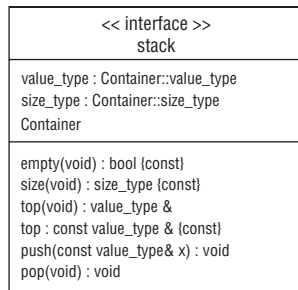 << interface >>
stack
value_type : Container::value_type
size_type : Container::size_type
Container
empty(void) : bool {const}
size(void) : size_type {const}
top(void) : value_type &
top : const value_type & {const}
push(const value_type& x) : void
pop(void) : void